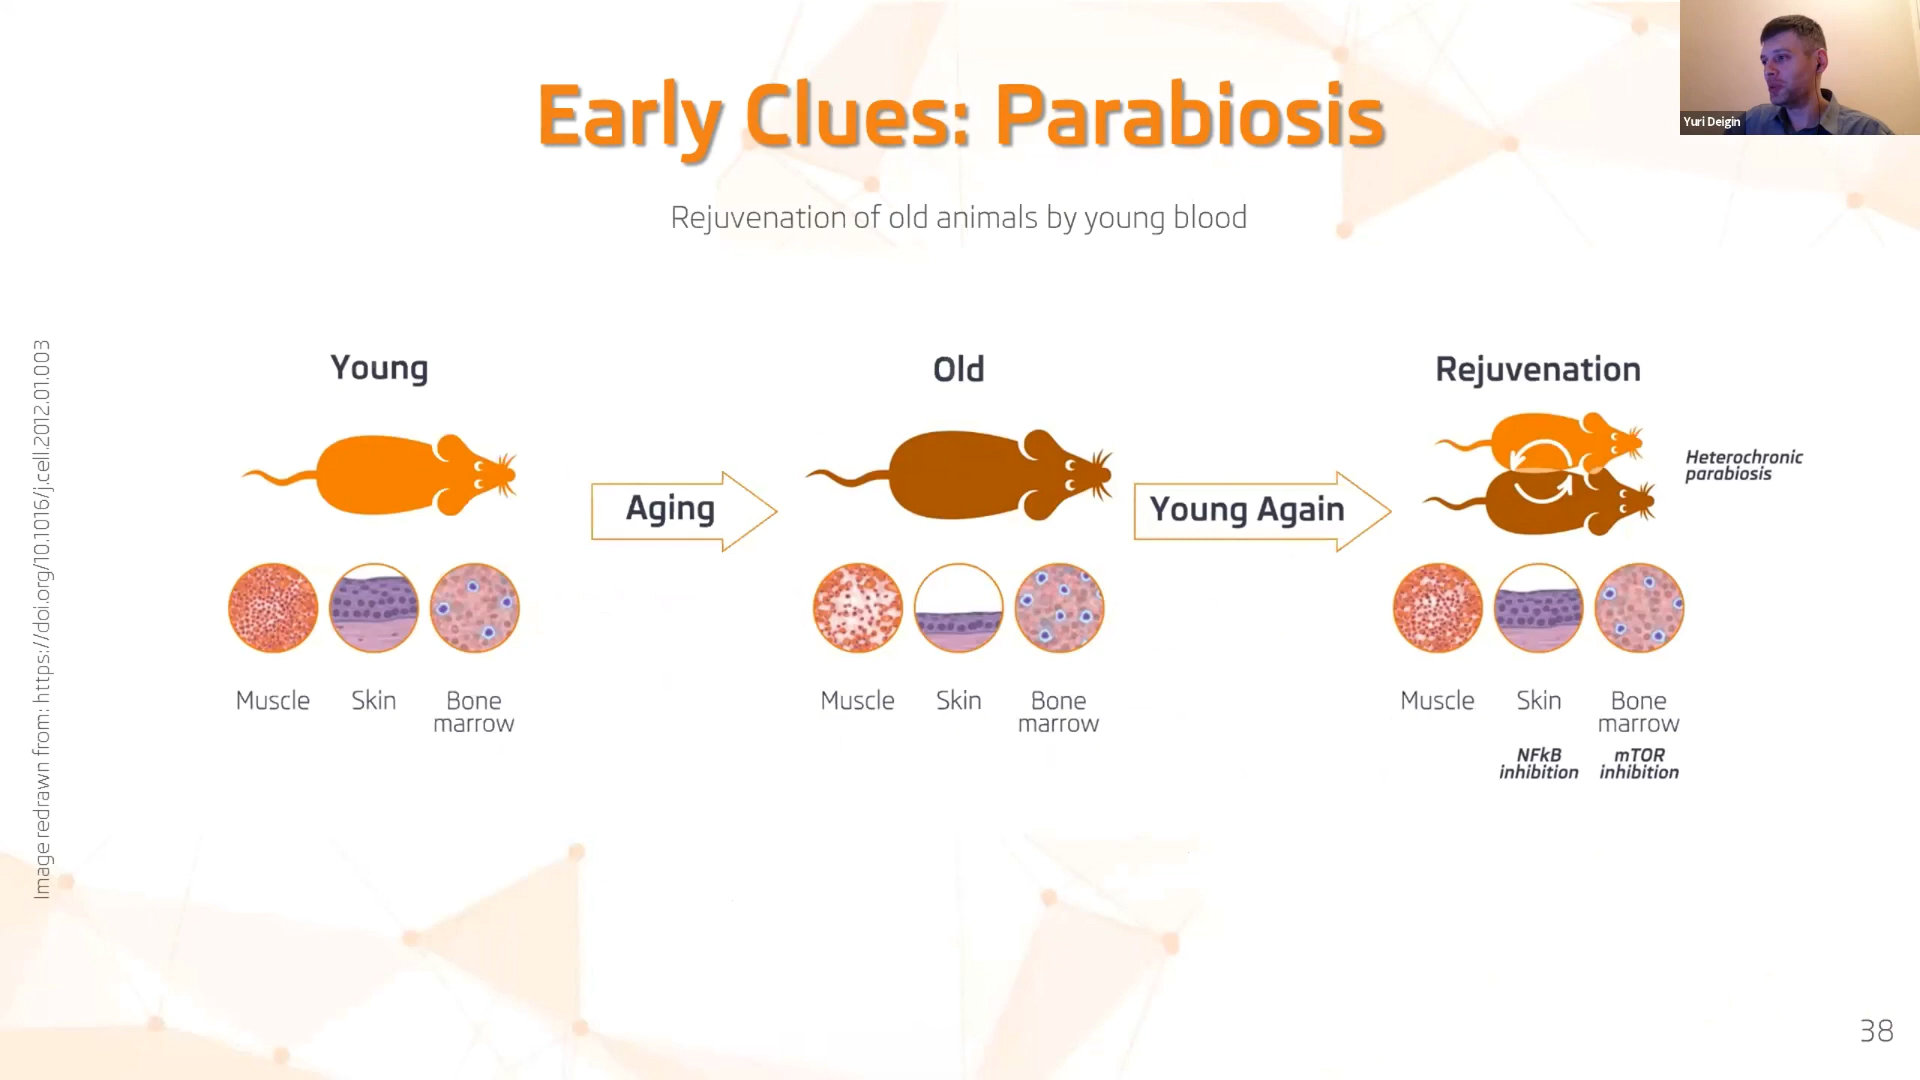 Early Clues: Parabiosis
Yuri Deigin
Rejuvenation of old animals by young blood
Image redrawn from: https://doi.org/10.1016/j.cell.2012.01.003
Young
Old
Rejuvenation
Heterochronic
parabiosis
Aging
Young Again
Muscle
Skin
Bone
marrow
Muscle
Skin
Bone
marrow
Muscle
Skin
Bone
marrow
NFkB
inhibition
mTOR
inhibition
38